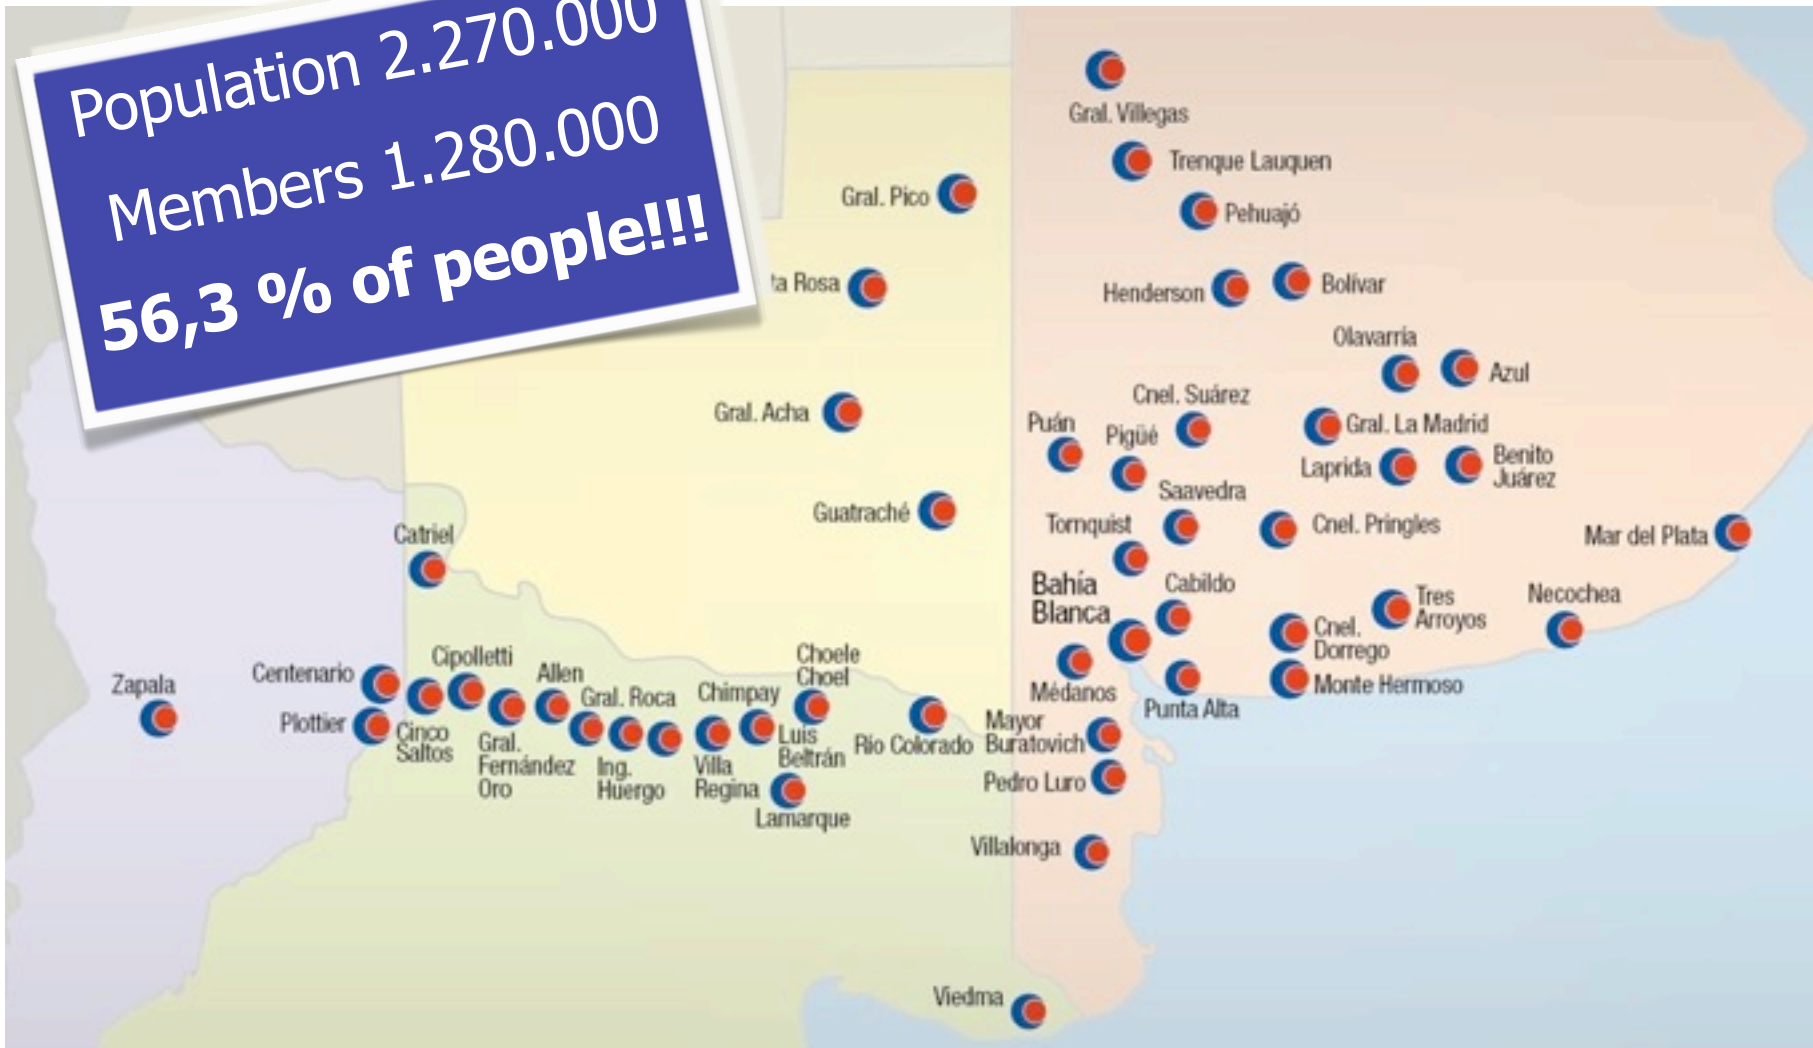 Population 2.270.000
Members 1.280.000
56,3 % of people!!!
Gral. Villegas
Trenque Lauquen
Gral. Pico
Pehuajó
ta Rosa
Henderson
Bolívar
Olavarría
Azul
Cnel. Suárez
Gral. Acha
Puán
Pigüé
Gral. La Madrid
Laprida
Benito
Juárez
Saavedra
Guatraché
Tornquist
Cnel. Pringles
Mar del Plata
Catriel
Bahía
Blanca
Cabildo
Tres
Arroyos
Necochea
Cnel.
Dorrego
Zapala
Centenario
Cipolletti
Allen
Gral. Roca
Chimpay
Choele
Choel
Médanos
Punta Alta
Monte Hermoso
Plottier
Cinco
Saltos
Gral.
Fernández
Oro
Ing.
Huergo
Villa
Regina
Luis
Beltrán
Lamarque
Río Colorado
Mayor
Buratovich
Pedro Luro
Villalonga
Viedma